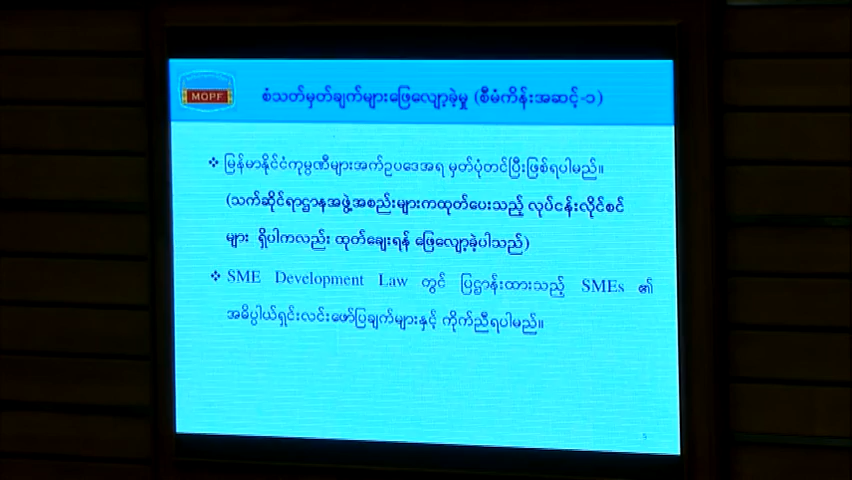 MOPF
စံသတ်မှတ်ချက်များဖြေလျော့ခဲ့မှု (စီမံကိန်းအဆင့်-၁)
❖ မြန်မာနိုင်ငံကုမ္ပဏီများအက်ဥပဒေအရ မှတ်ပုံတင်ပြီးဖြစ်ရပါမည်။
(သက်ဆိုင်ရာဌာနအဖွဲ့အစည်းများကထုတ်ပေးသည့် လုပ်ငန်းလိုင်စင်
များ ရှိပါကလည်း ထုတ်ချေးရန် ဖြေလျော့ခဲ့ပါသည်)
❖ SME Development Law တွင် ပြဋ္ဌာန်းထားသည့် SMEs ၏
အဓိပ္ပါယ်ရှင်းလင်းဖော်ပြချက်များနှင့် ကိုက်ညီရပါမည်။